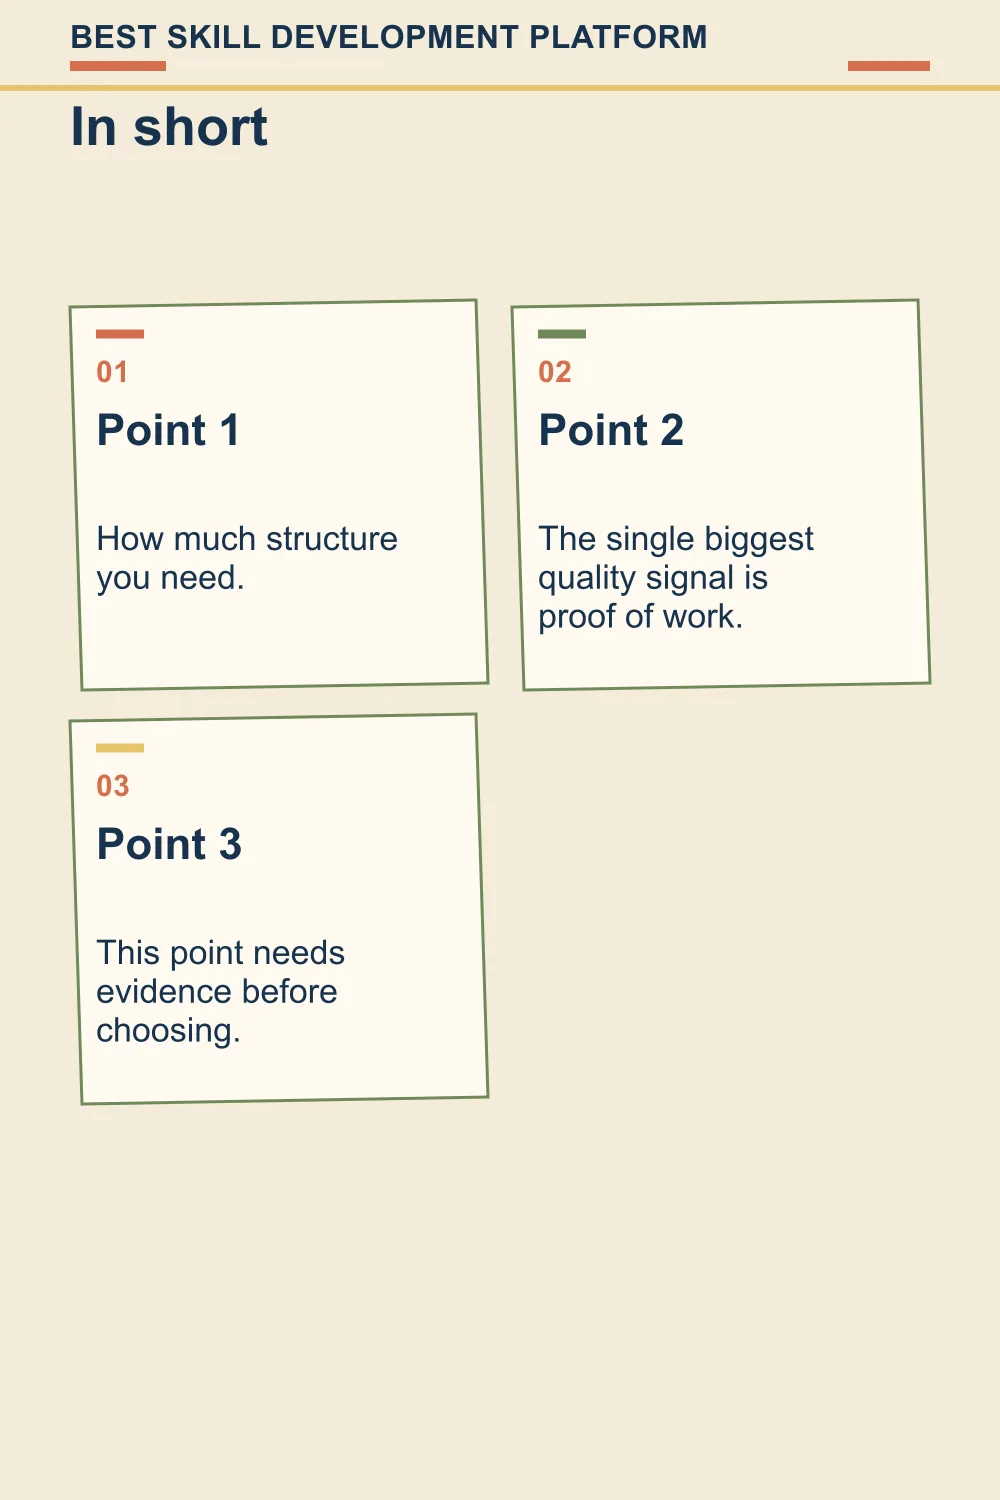 BEST SKILL DEVELOPMENT PLATFORM
In short
01
Point 1
How much structure
you need.
02
Point 2
The single biggest
quality signal is
proof of work.
03
Point 3
This point needs
evidence before
choosing.